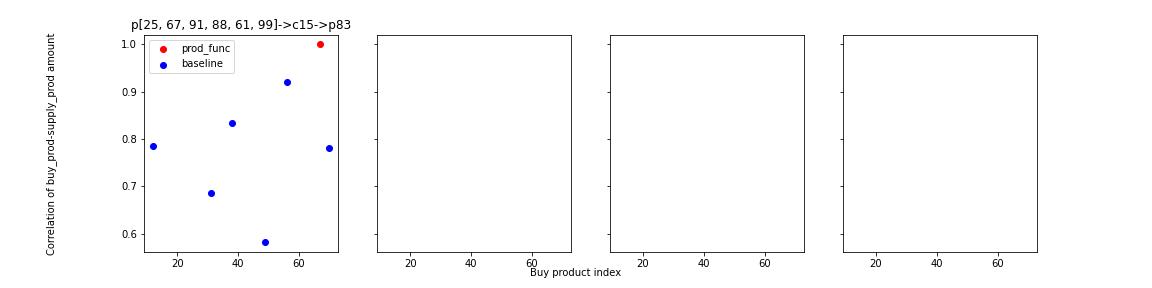 p[25, 67, 91, 88, 61, 99]->c15->p83
Correlation of buy_prod-supply_prod amount
1.0
0.9
0.8
0.7
0.6
prod_func
baseline
20 40 60
20 40 60
20 40 60
20 40 60
Buy product index